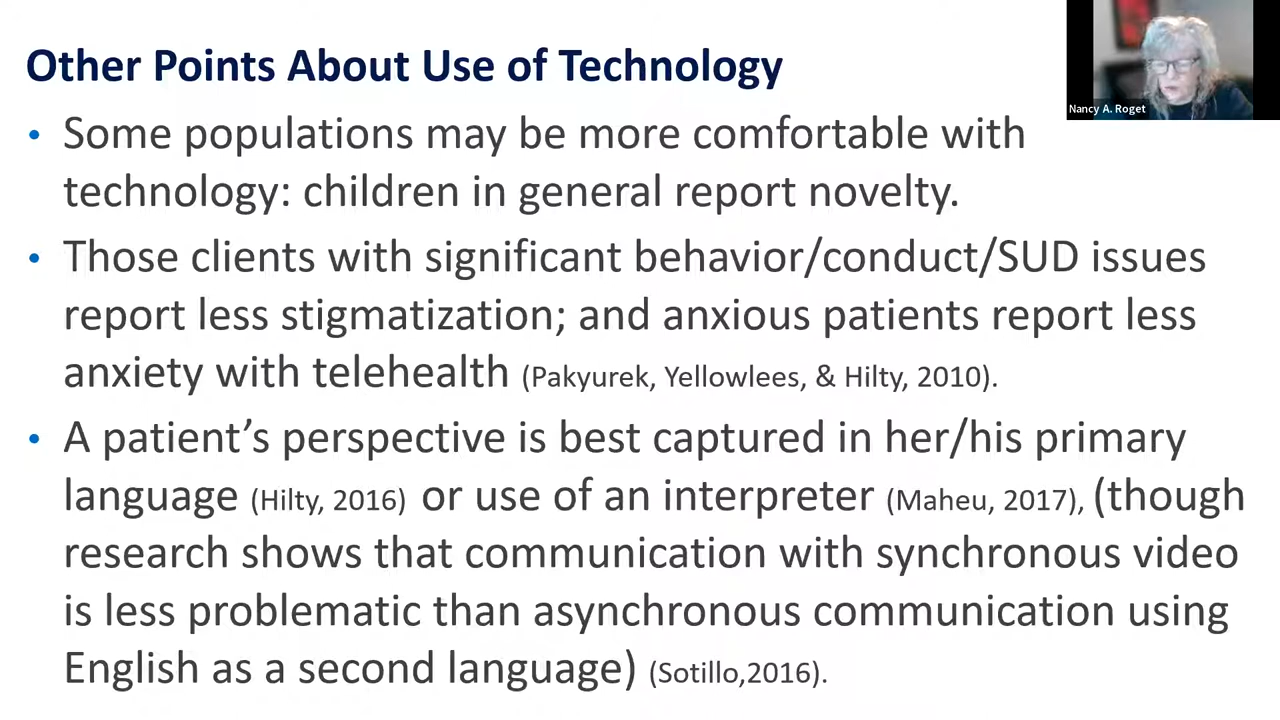 Other Points About Use of Technology
Nancy A. Roget
• Some populations may be more comfortable with
technology: children in general report novelty.
• Those clients with significant behavior/conduct/SUD issues
report less stigmatization; and anxious patients report less
anxiety with telehealth (Pakyurek, Yellowlees, & Hilty, 2010).
• A patient’s perspective is best captured in her/his primary
language (Hilty, 2016) or use of an interpreter (Maheu, 2017), (though
research shows that communication with synchronous video
is less problematic than asynchronous communication using
English as a second language) (Sotillo,2016).